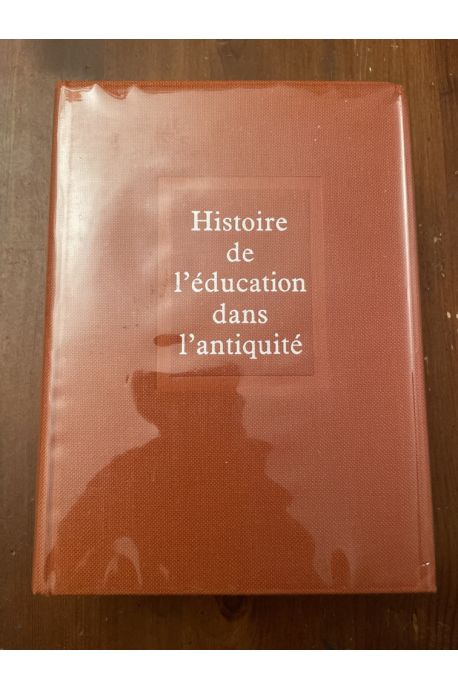 Histoire
de
l'éducation
dans
l'antiquité